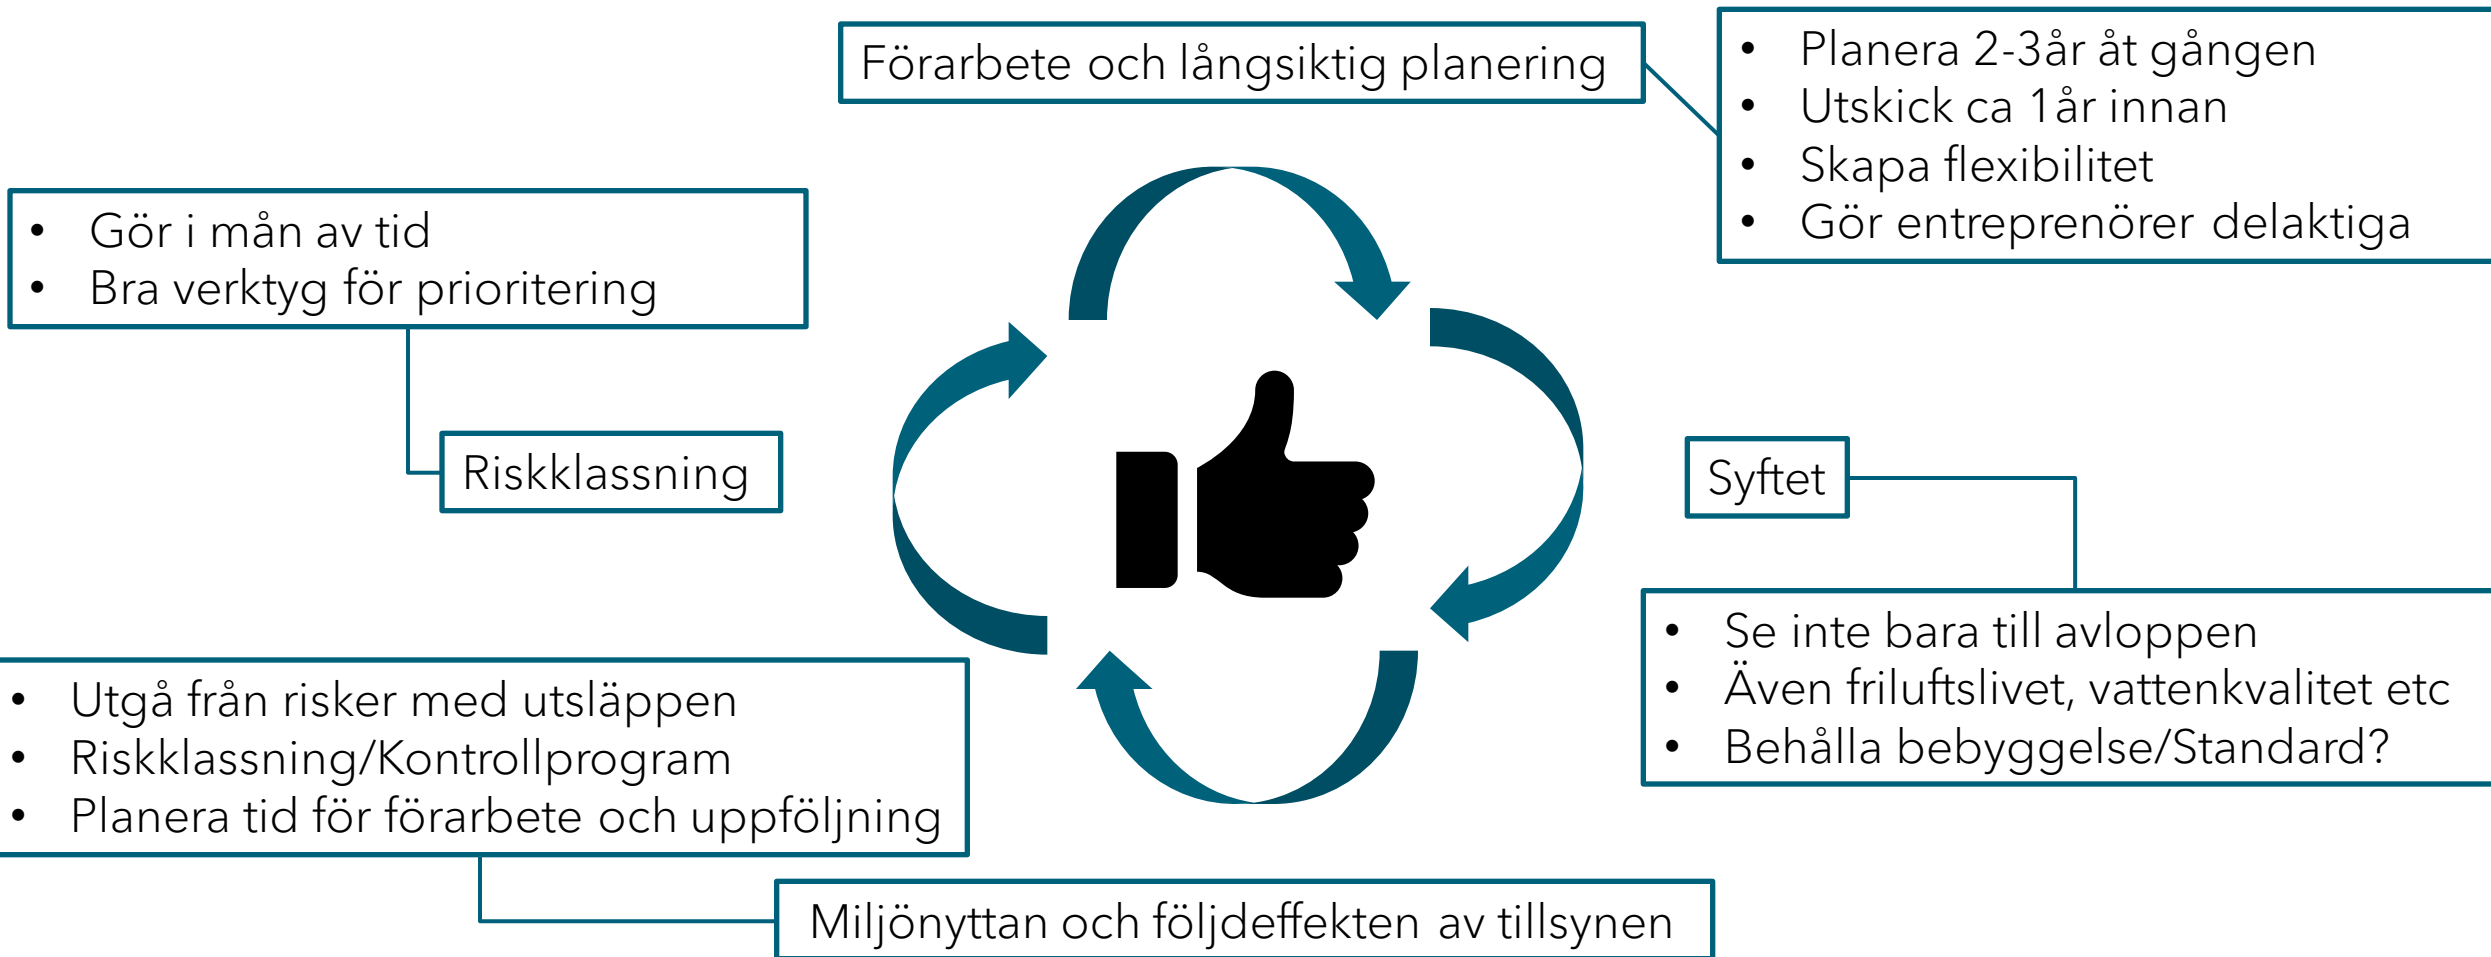 Förarbete och långsiktig planering
• Planera 2-3år åt gången
• Utskick ca 1år innan
• Skapa flexibilitet
• Gör entreprenörer delaktiga
• Gör i mån av tid
• Bra verktyg för prioritering
Riskklassning
Syftet
• Se inte bara till avloppen
• Även friluftslivet, vattenkvalitet etc
• Behålla bebyggelse/Standard?
• Utgå från risker med utsläppen
• Riskklassning/Kontrollprogram
• Planera tid för förarbete och uppföljning
Miljönyttan och följdeffekten av tillsynen